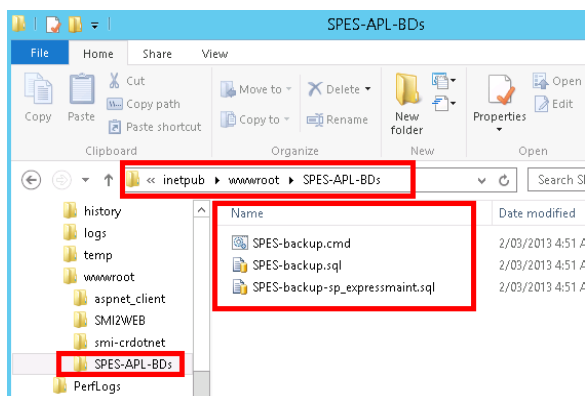 SPES-APL-BDs
File Home Share View
Copy
Paste
Cut
Copy path
Paste shortcut
Clipboard
Move to
Copy to
Delete
Rename
Organize
New
folder
New
Properties
Open
Edit
Open
« inetpub wwwroot SPES-APL-BDs
Search
history
logs
temp
wwwroot
aspnet_client
SMI2WEB
smi-crdotnet
SPES-APL-BDs
PerfLogs
Name Date modified
SPES-backup.cmd 2/03/2013 4:51 A
SPES-backup.sql 2/03/2013 4:51 A
SPES-backup-sp_expressmaint.sql 2/03/2013 4:51 A